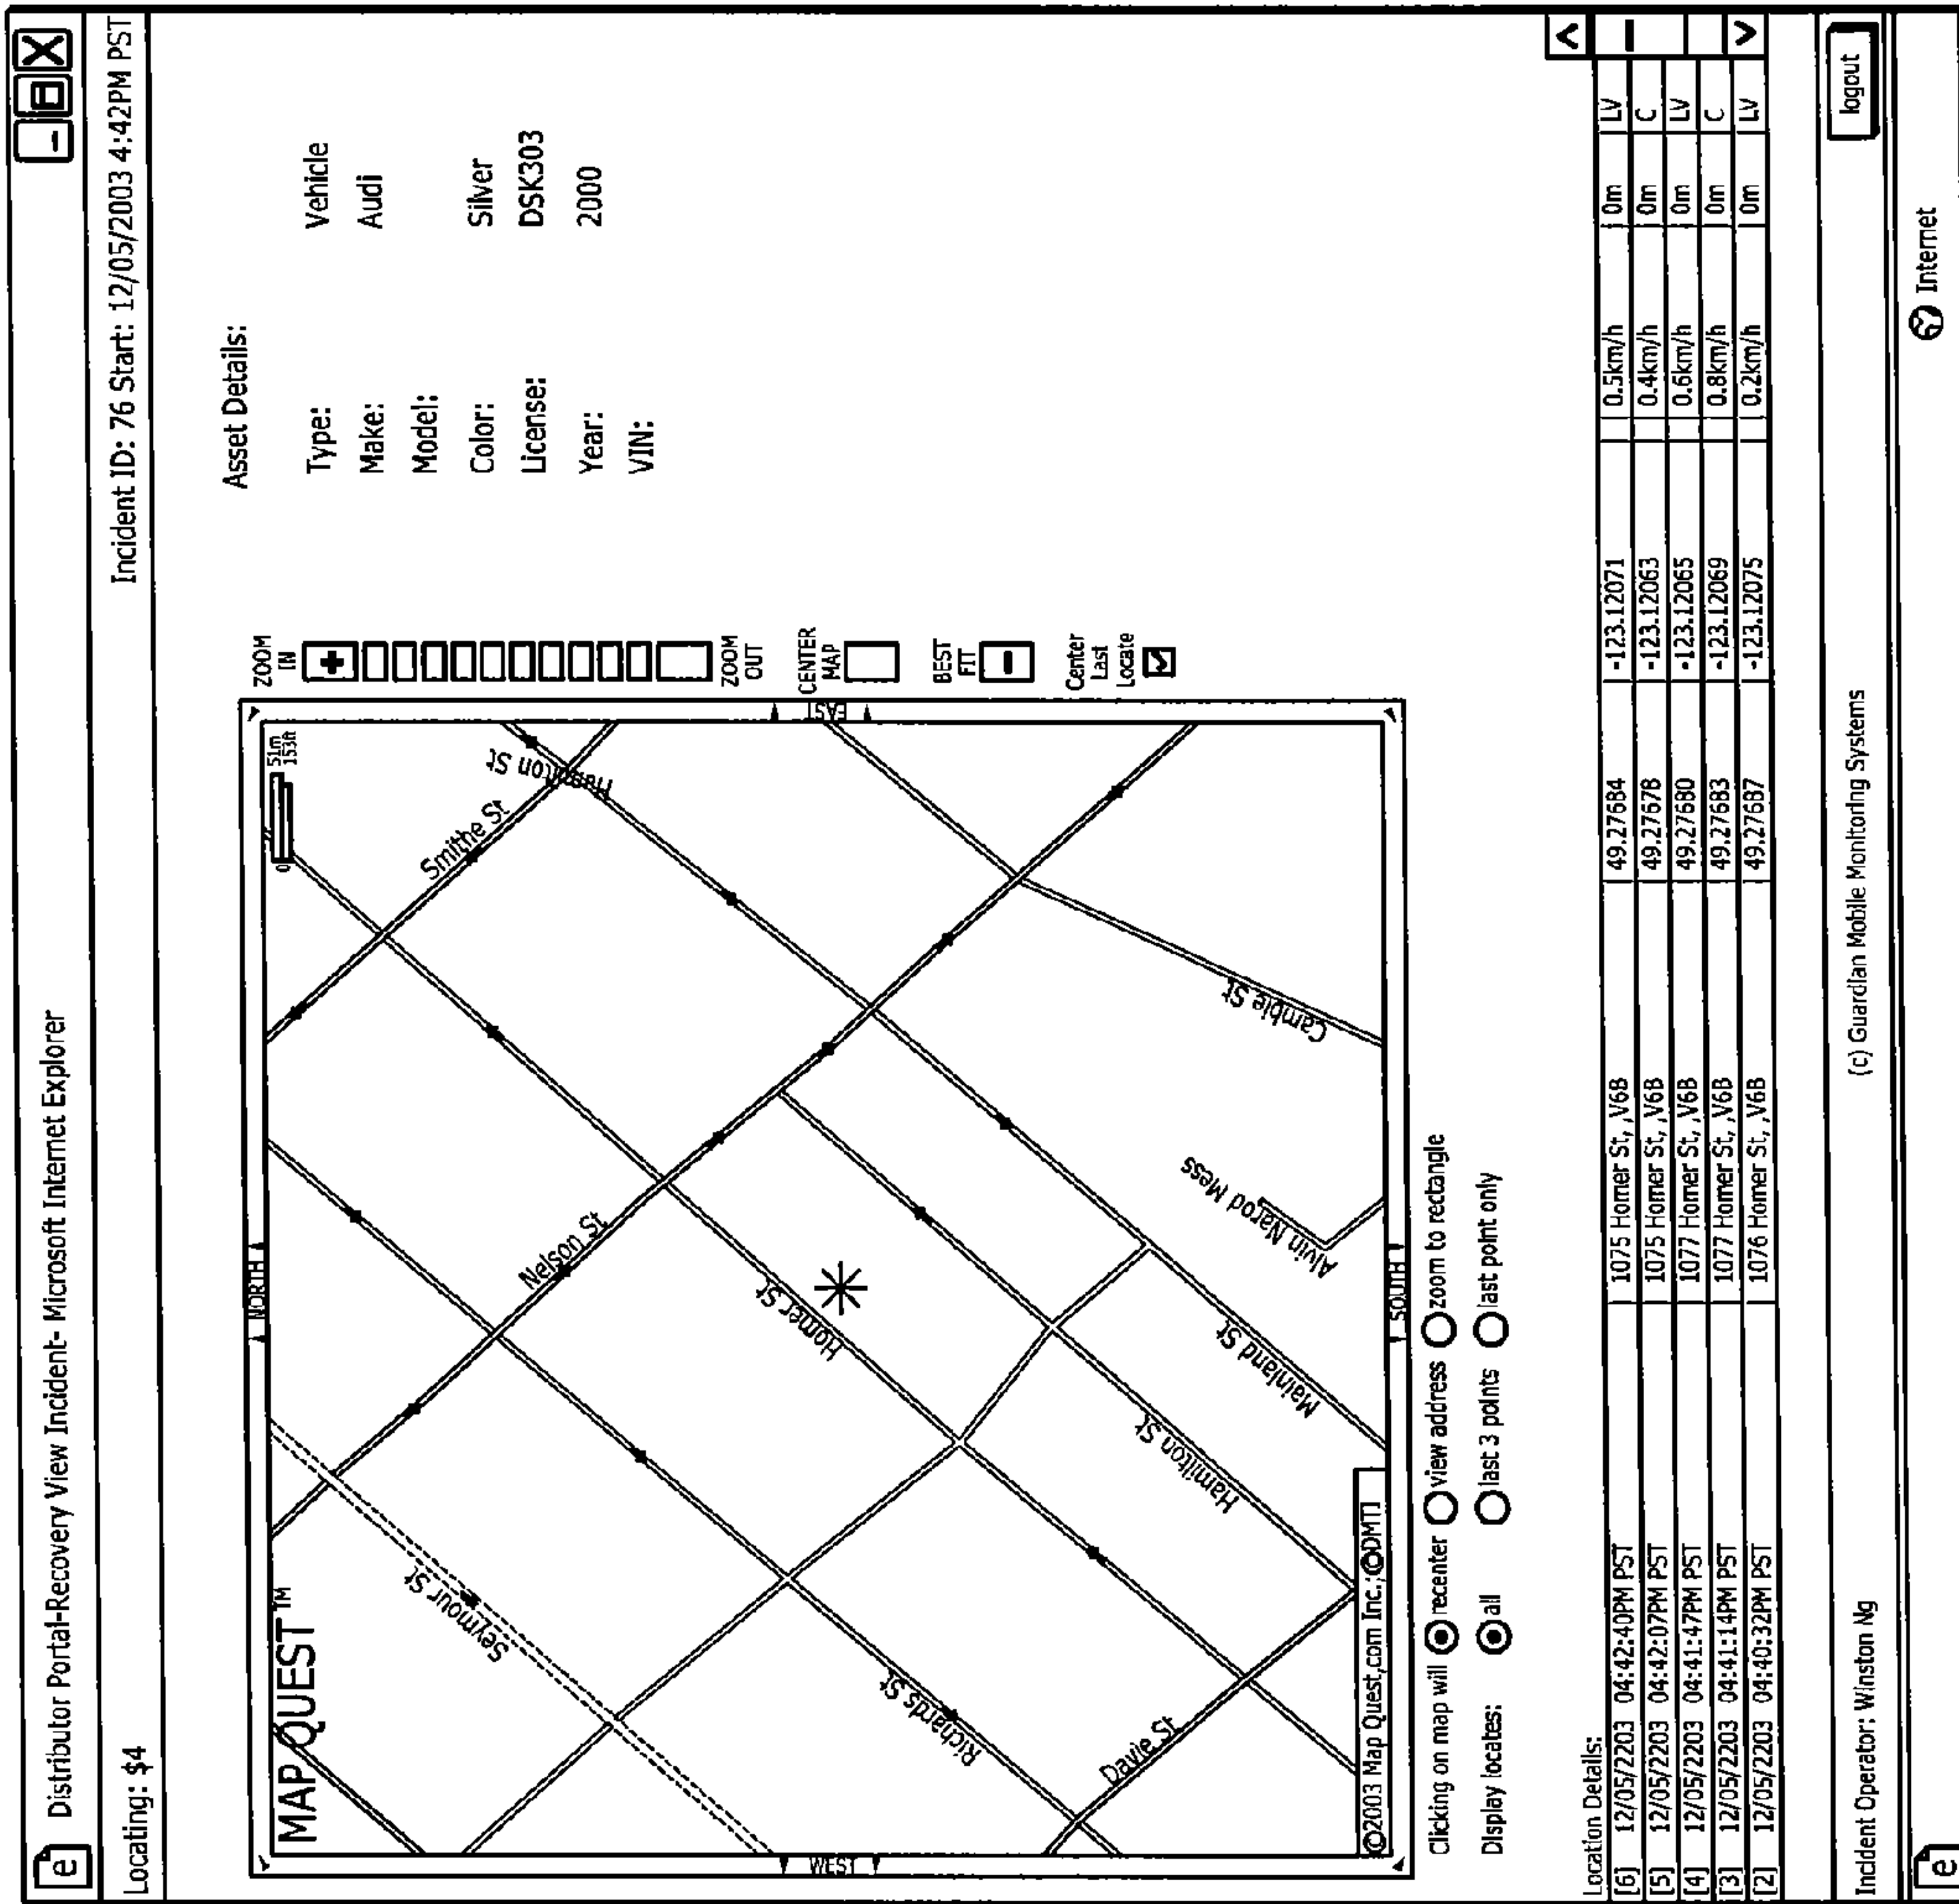 Distributor Portal-Recovery View Incident- Microsoft Internet Explorer
Locating: $4
Incident ID: 76 Start: 12/05/2003 4:42PM PST
MAP QUEST™
NORTH
WEST
EAST
SOUTH
0
51m
153ft
Seymour St
Richards St
Davie St
Nelson St
Homer St
Hamilton St
Mainland St
Alvin Narod Mess
Camble St
Smithe St
Hamilton St
©2003 Map Quest,com Inc.;©DMTI
ZOOM
IN
+
ZOOM
OUT
CENTER
MAP
BEST
FIT
-
Center
Last
Locate
Asset Details:
Type: Vehicle
Make: Audi
Model:
Color: Silver
License: DSK303
Year: 2000
VIN:
Clicking on map will recenter view address zoom to rectangle
Display locates: all last 3 points last point only
Location Details:
[6] 12/05/2203 04:42:40PM PST 1075 Homer St, ,V6B 49.27684 -123.12071 0.5km/h 0m LV
[5] 12/05/2203 04:42:07PM PST 1075 Homer St, ,V6B 49.27678 -123.12063 0.4km/h 0m C
[4] 12/05/2203 04:41:47PM PST 1077 Homer St, ,V6B 49.27680 -123.12065 0.6km/h 0m LV
[3] 12/05/2203 04:41:14PM PST 1077 Homer St, ,V6B 49.27683 -123.12069 0.8km/h 0m C
[2] 12/05/2203 04:40:32PM PST 1076 Homer St, ,V6B 49.27687 -123.12075 0.2km/h 0m LV
Incident Operator: Winston Ng
(c) Guardian Mobile Monitoring Systems
logout
e
Internet